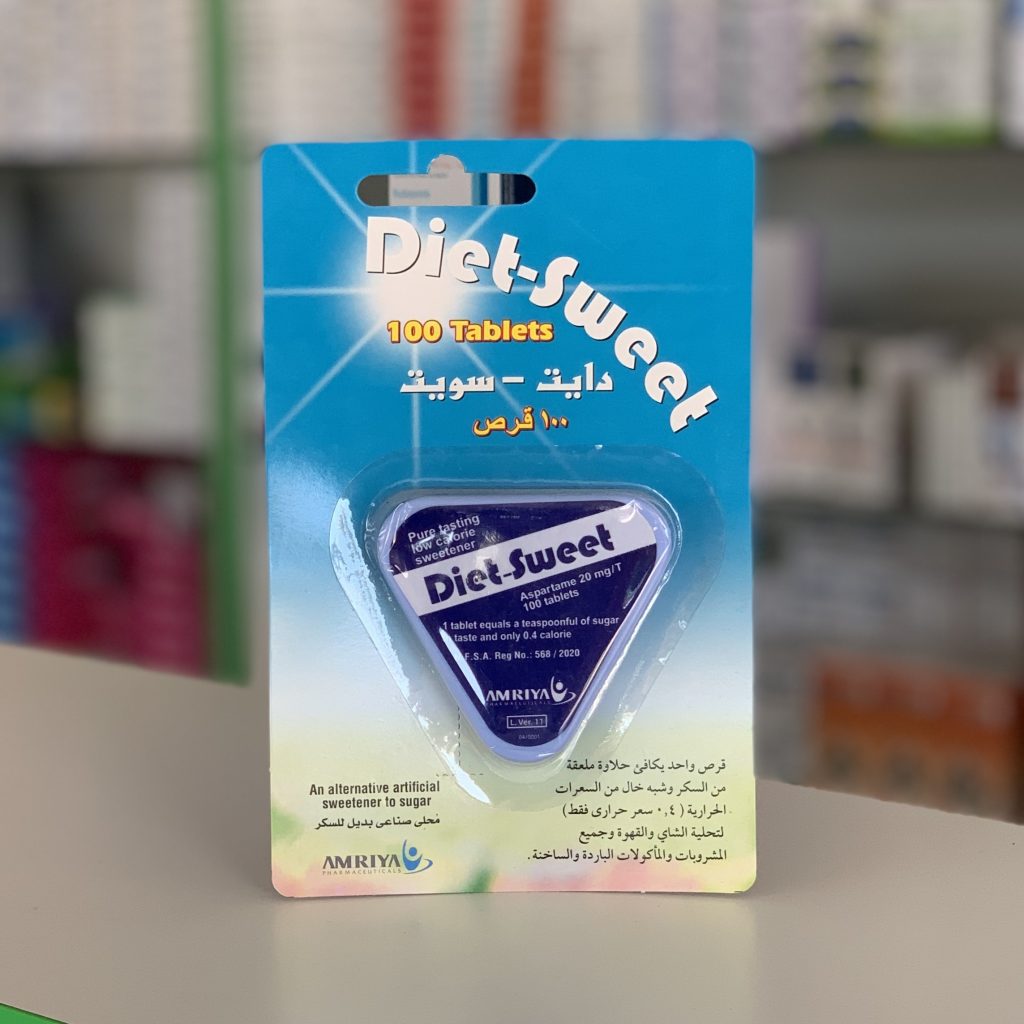 Diet-Sweet
100 Tablets
دايت - سويت
١٠٠ قرص
Pure tasting
low calorie
sweetener
Diet-Sweet
Aspartame 20 mg/T
100 tablets
1 tablet equals a teaspoonful of sugar
taste and only 0.4 calorie
F.S.A. Reg No.: 568 / 2020
AMRIYA
PHARMACEUTICALS
L. Ver. 11
قرص واحد يكافئ حلاوة ملعقة
من السكر وشبه خال من السعرات
الحرارية ( ٠,٤ سعر حرارى فقط)
لتحلية الشاي والقهوة وجميع
المشروبات والمأكولات الباردة والساخنة.
An alternative artificial
sweetener to sugar
مُحلى صناعى بديل للسكر
AMRIYA
PHARMACEUTICALS